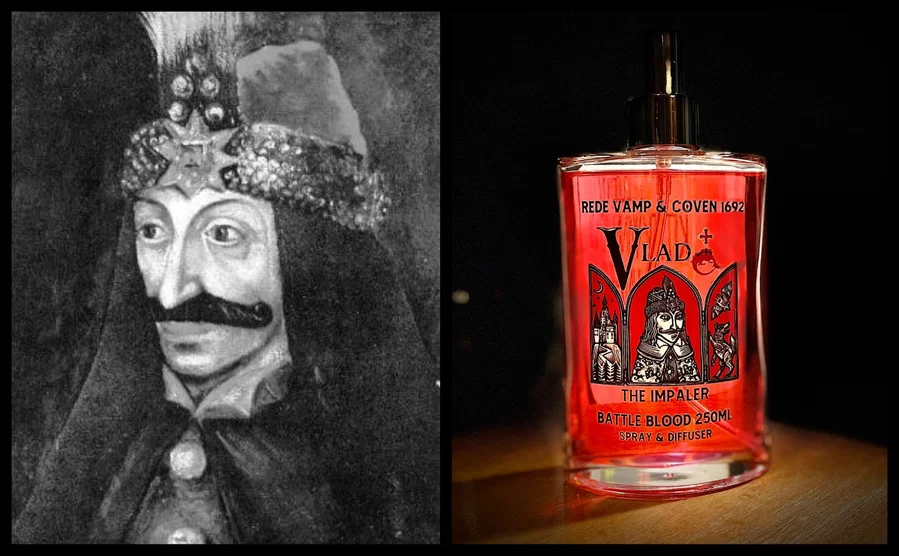 REDE VAMP & COVEN 1692
VLAD
THE IMPALER
BATTLE BLOOD 250ML
SPRAY & DIFFUSER